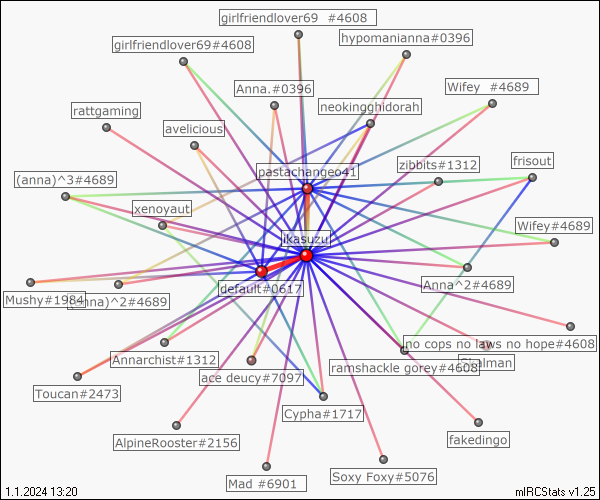 girlfriendlover69 #4608
hypomanianna#0396
girlfriendlover69#4608
Anna.#0396
Wifey #4689
neokingghidorah
rattgaming
avelicious
frisout
zibbits#1312
pastachangeo41
(anna)^3#4689
xenoyaut
Wifey#4689
ikasuzu
Anna^2#4689
default#0617
Mushy#1984
)^2#4689
no cops no laws no hope#4608
Annarchist#1312
ramshackle gorey#4608
ace deucy#7097
Toucan#2473
Cypha#1717
AlpineRooster#2156
fakedingo
Mad #6901
Soxy Foxy#5076
1.1.2024 13:20
mIRCStats v1.25